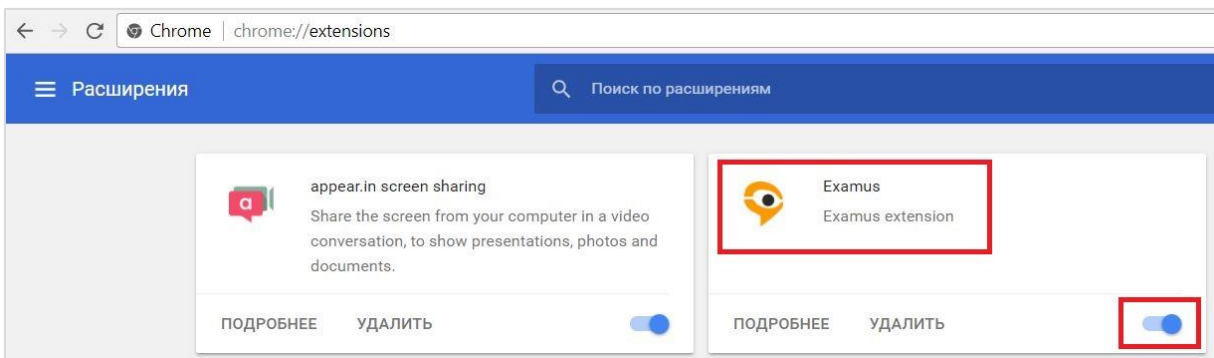 Chrome | chrome://extensions
Расширения
Поиск по расширениям
appear.in screen sharing
Share the screen from your computer in a video
conversation, to show presentations, photos and
documents.
ПОДРОБНЕЕ УДАЛИТЬ
Examus
Examus extension
ПОДРОБНЕЕ УДАЛИТЬ